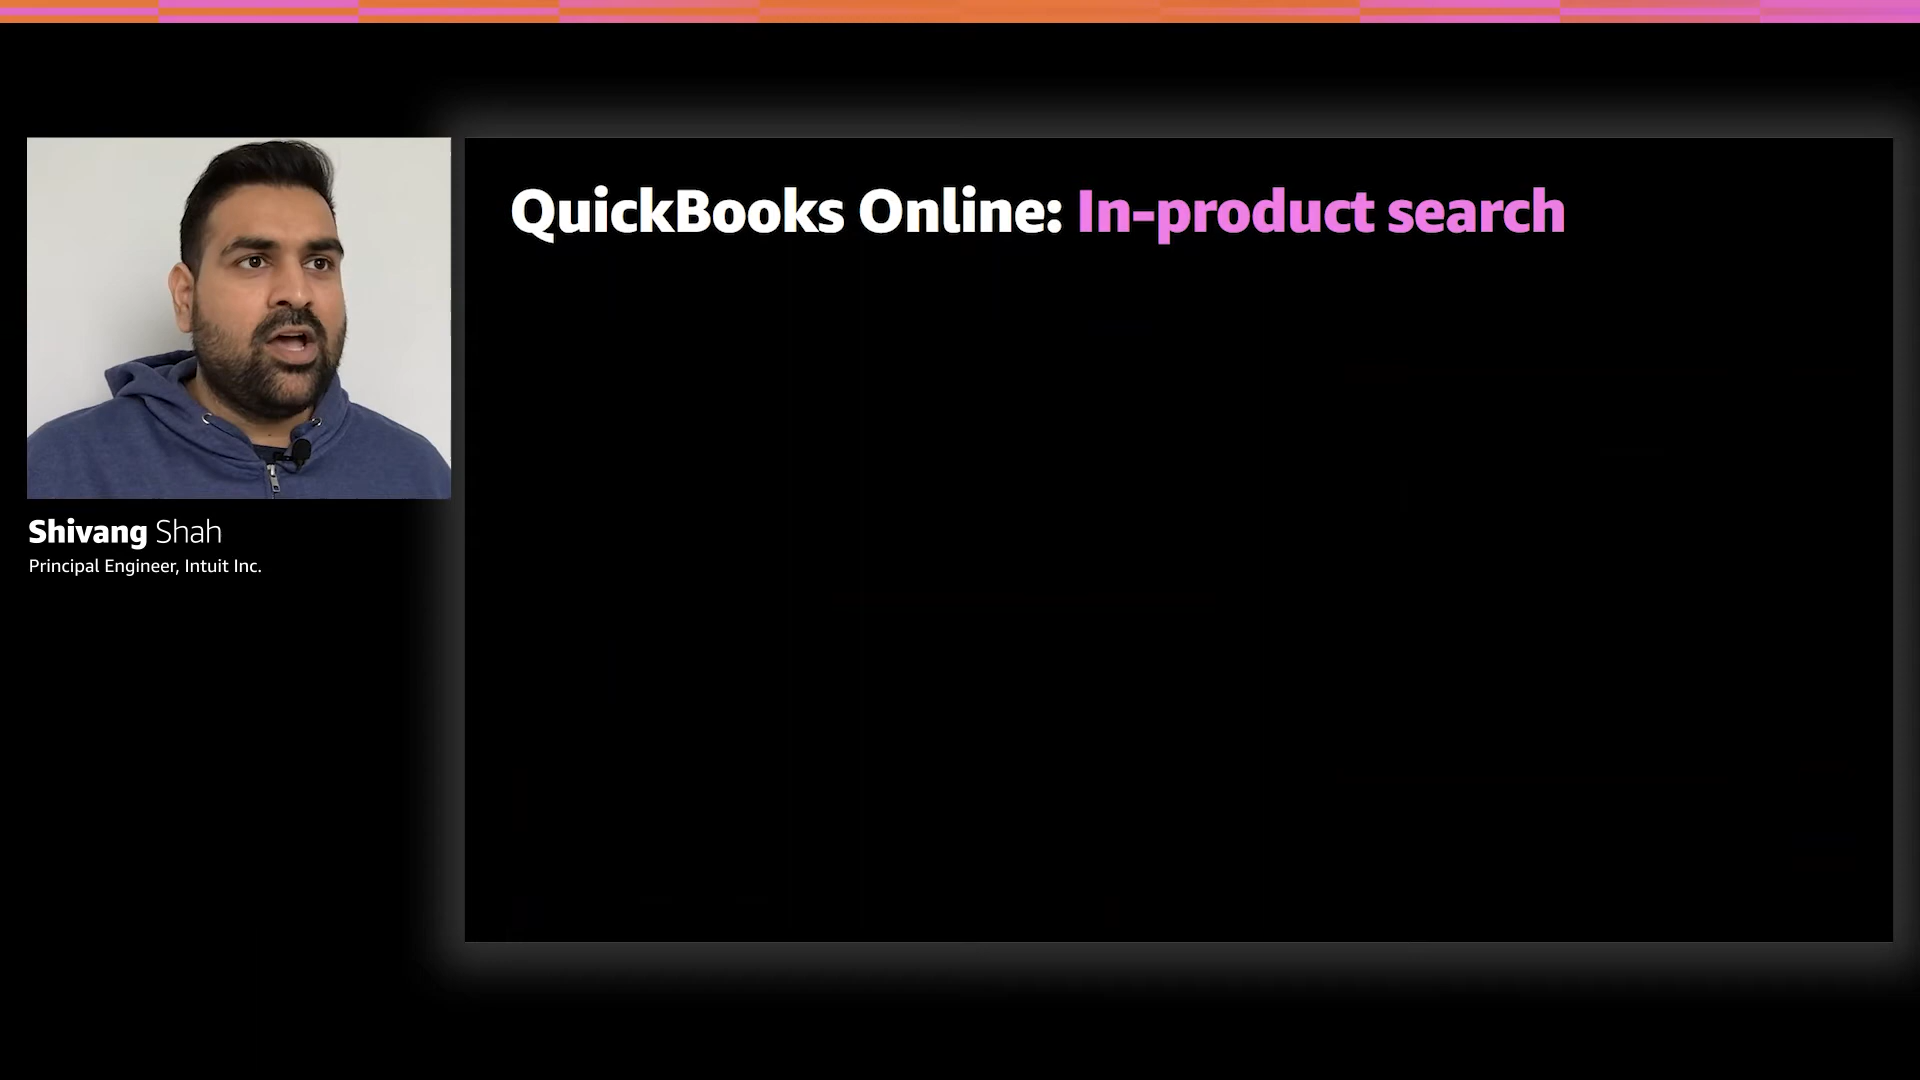 QuickBooks Online: In-product search
Shivang Shah
Principal Engineer, Intuit Inc.